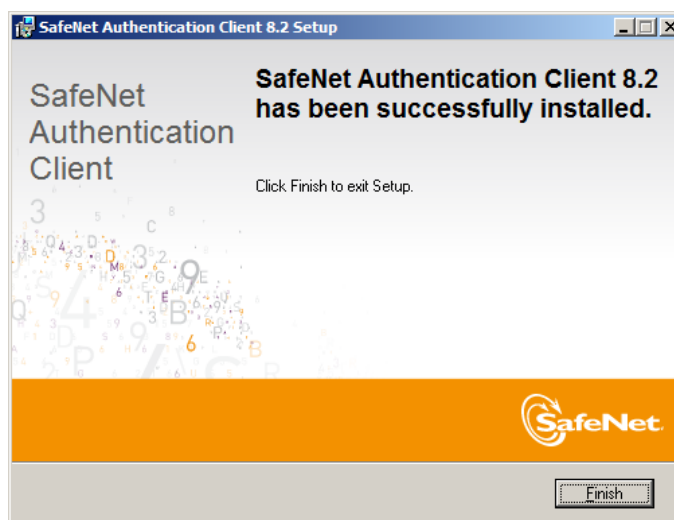 SafeNet Authentication Client 8.2 Setup
SafeNet
Authentication
Client
SafeNet Authentication Client 8.2
has been successfully installed.
Click Finish to exit Setup.
SafeNet.
Finish